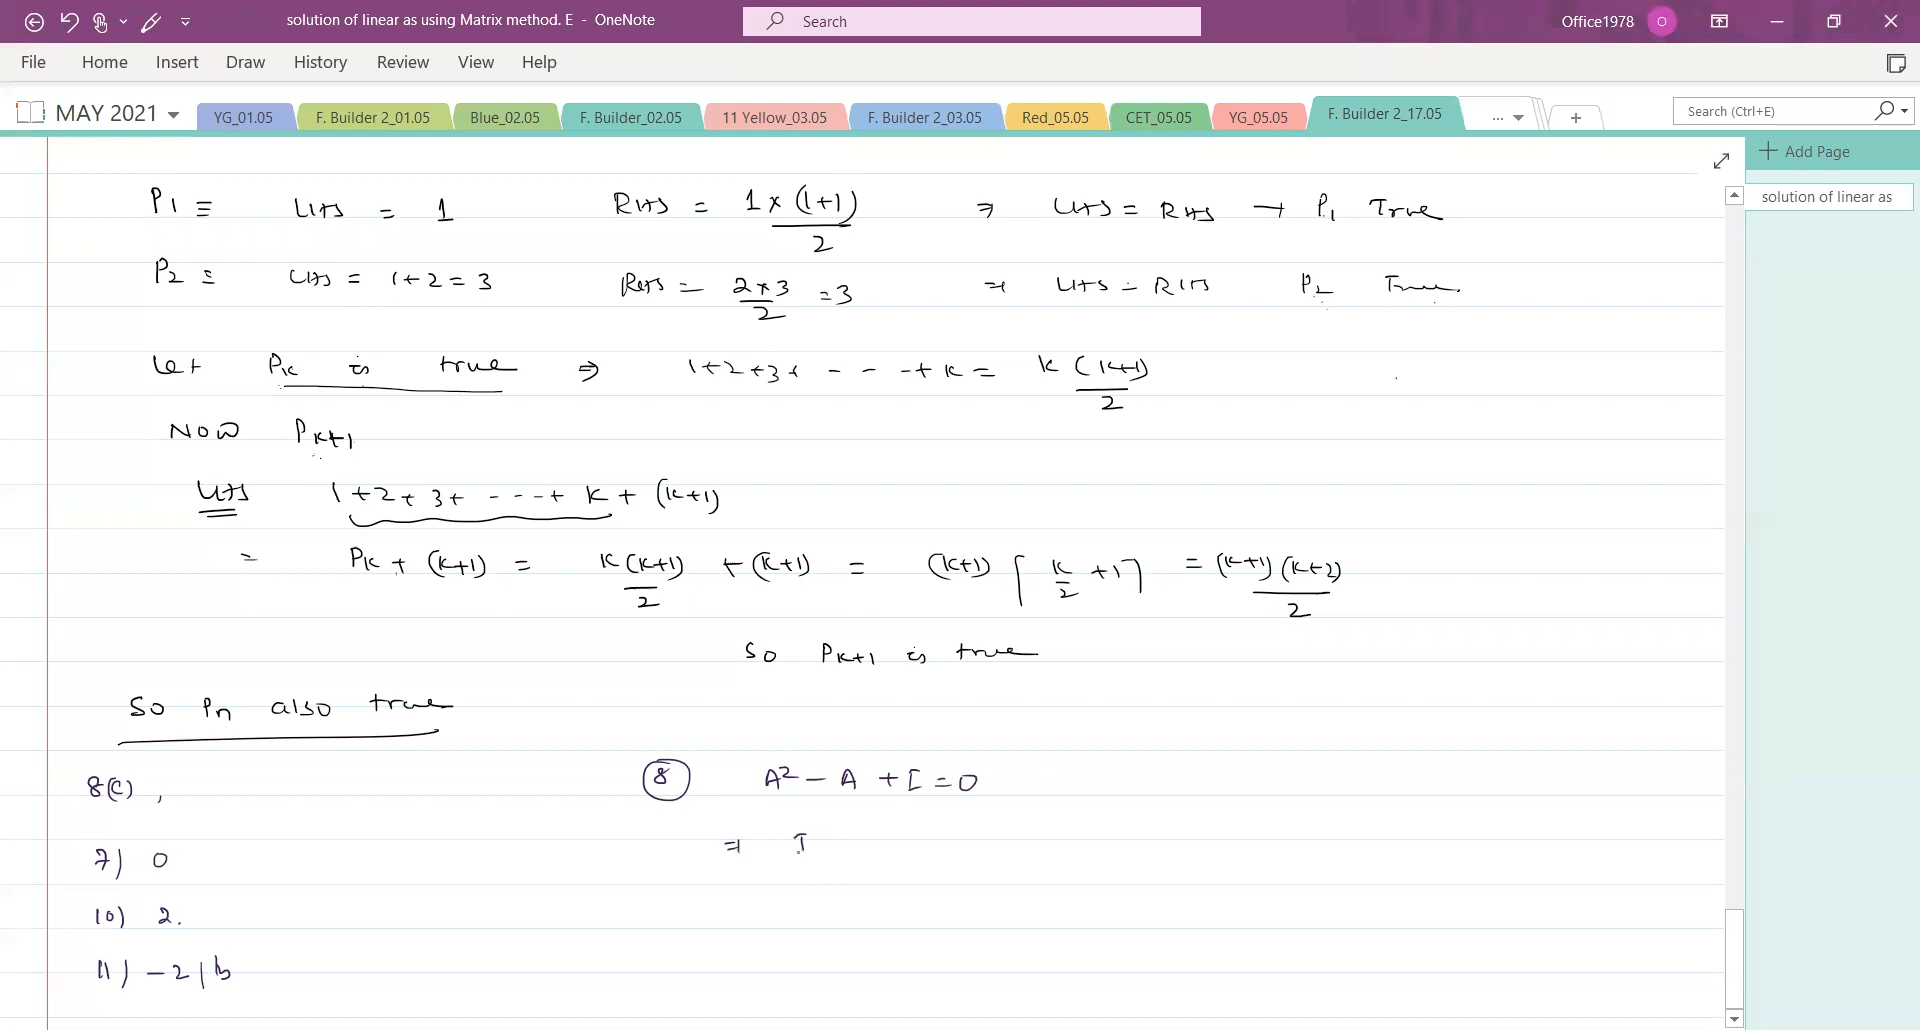 solution of linear as using Matrix method. E - OneNote
Search
Office1978
O
File Home Insert Draw History Review View Help
MAY 2021
YG_01.05 F. Builder 2_01.05 Blue_02.05 F. Builder_02.05 11 Yellow_03.05 F. Builder 2_03.05 Red_05.05 CET_05.05 YG_05.05 F. Builder 2_17.05 ... +
Search (Ctrl+E)
+ Add Page
solution of linear as
P1 ≡ LHS = 1 RHS = 1 × (1+1)/2 ⇒ LHS = RHS → P1 True
P2 ≡ LHS = 1+2 = 3 RHS = 2×3/2 = 3 ⇒ LHS = RHS P2 True
Let Pk is true ⇒ 1+2+3+ - - - + k = k(k+1)/2
NOW Pk+1
LHS 1+2+3+ - - - + k + (k+1)
= Pk + (k+1) = k(k+1)/2 + (k+1) = (k+1) [k/2 +1] = (k+1)(k+2)/2
So Pk+1 is true
So Pn also true
8(C) ,
⑧ A² - A + I = 0
⇒ I
7) 0
10) 2.
11) -2/b